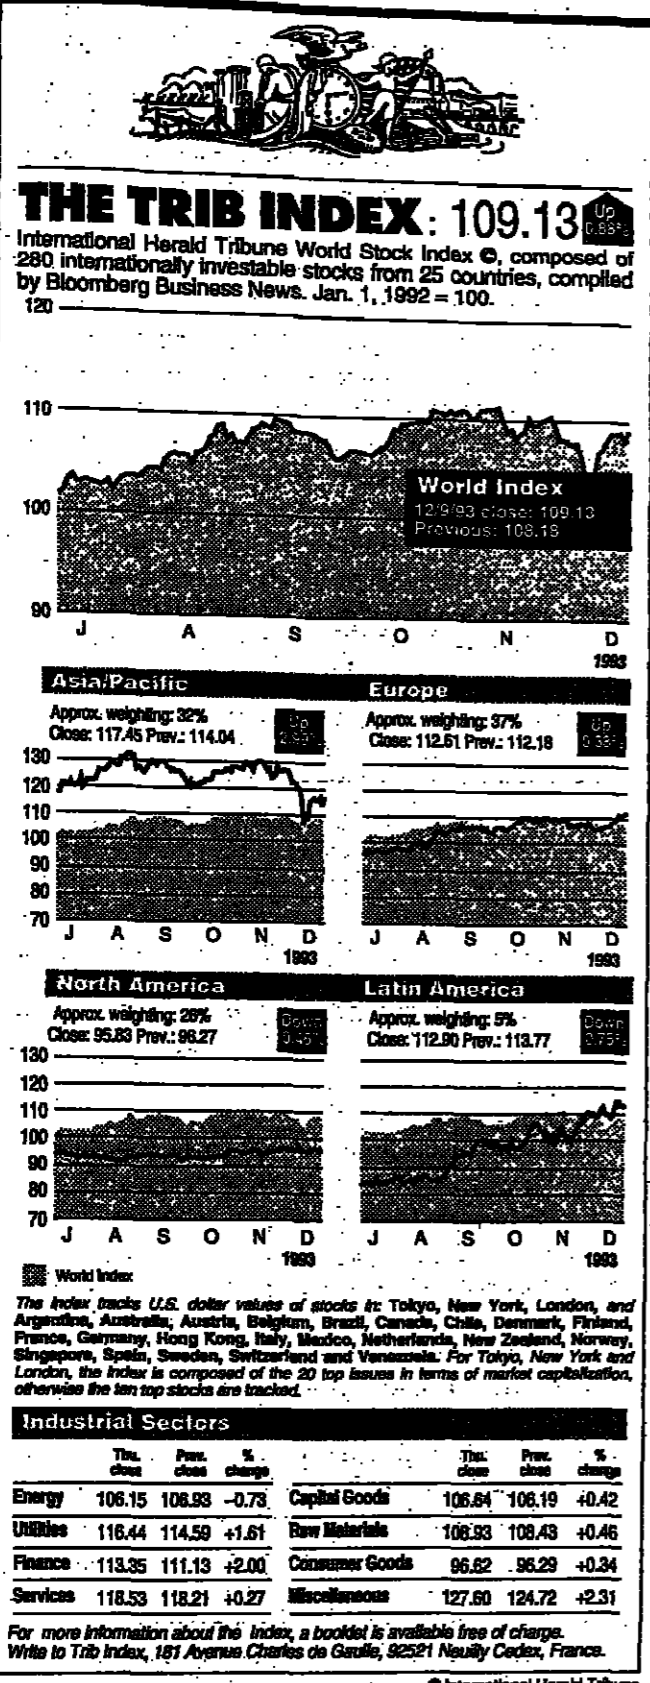 THE TRIB INDEX: 109.13 Up
International Herald Tribune World Stock Index ©, composed of
280 internationally investable stocks from 25 countries, compiled
by Bloomberg Business News. Jan. 1, 1992 = 100.
120
110
100
90
World Index
12/9/93 close: 109.13
Previous: 108.18
J A S O N D
1993
Asia/Pacific
Approx. weighting: 32%
Close: 117.45 Prev.: 114.04
Up
130
120
110
100
90
80
70
J A S O N D
1993
Europe
Approx. weighting: 37%
Close: 112.61 Prev.: 112.18
Up
J A S O N D
1993
North America
Approx. weighting: 26%
Close: 95.83 Prev.: 96.27
Down
130
120
110
100
90
80
70
J A S O N D
1993
Latin America
Approx. weighting: 5%
Close: 112.90 Prev.: 113.77
Down
J A S O N D
1993
World Index
The index tracks U.S. dollar values of stocks in: Tokyo, New York, London, and
Argentina, Australia, Austria, Belgium, Brazil, Canada, Chile, Denmark, Finland,
France, Germany, Hong Kong, Italy, Mexico, Netherlands, New Zealand, Norway,
Singapore, Spain, Sweden, Switzerland and Venezuela. For Tokyo, New York and
London, the index is composed of the 20 top issues in terms of market capitalization,
otherwise the ten top stocks are tracked.
Industrial Sectors
Thu. close Prev. close % change Thu. close Prev. close % change
Energy 106.15 106.93 –0.73 Capital Goods 106.64 106.19 +0.42
Utilities 116.44 114.59 +1.61 Raw Materials 108.93 108.43 +0.46
Finance 113.35 111.13 +2.00 Consumer Goods 96.62 96.29 +0.34
Services 118.53 118.21 +0.27 Miscellaneous 127.60 124.72 +2.31
For more information about the Index, a booklet is available free of charge.
Write to Trib Index, 181 Avenue Charles de Gaulle, 92521 Neuilly Cedex, France.
© International Herald Tribune